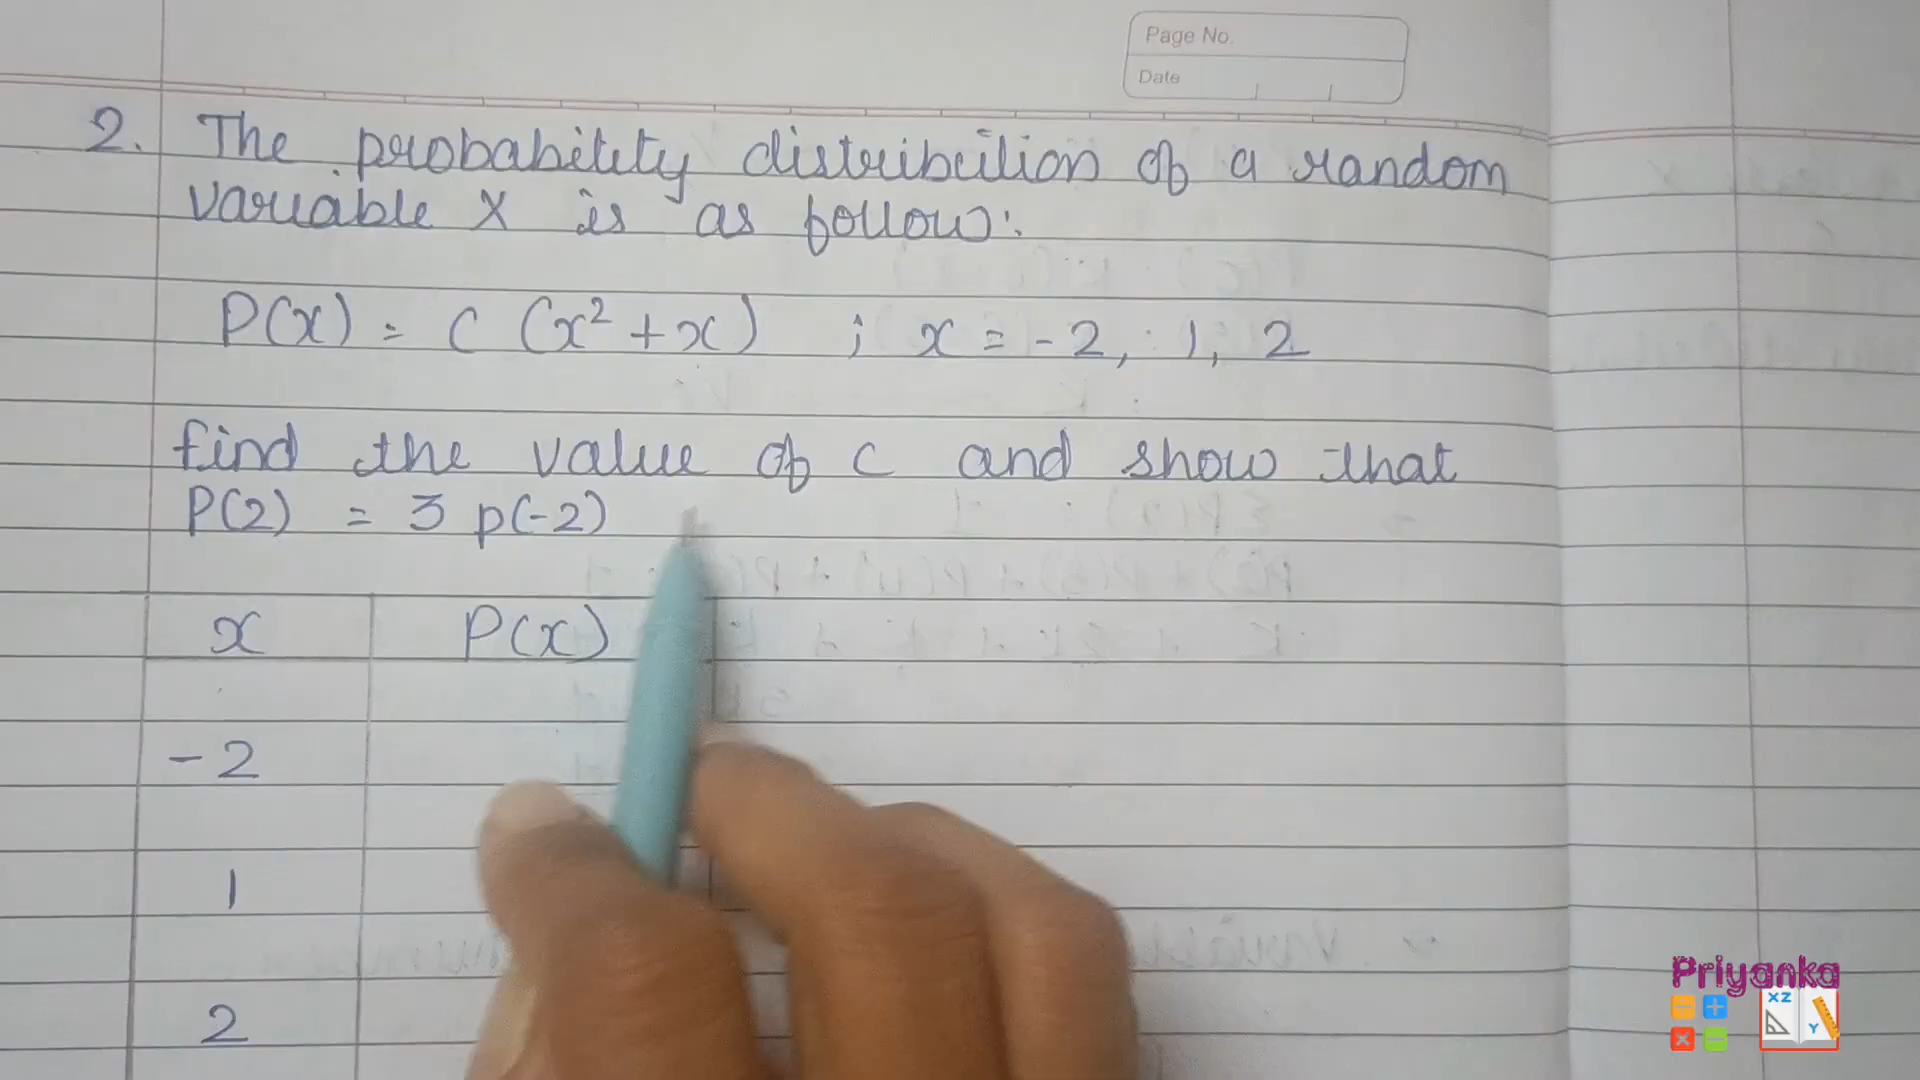 Page No.
Date
2. The probability distribution of a random
variable X is as follow:
P(x) = C (x² + x) ; x = -2, 1, 2
find the value of C and show that
P(2) = 3 p(-2)
x P(x)
-2
1
2
Priyanka
XZ
Y